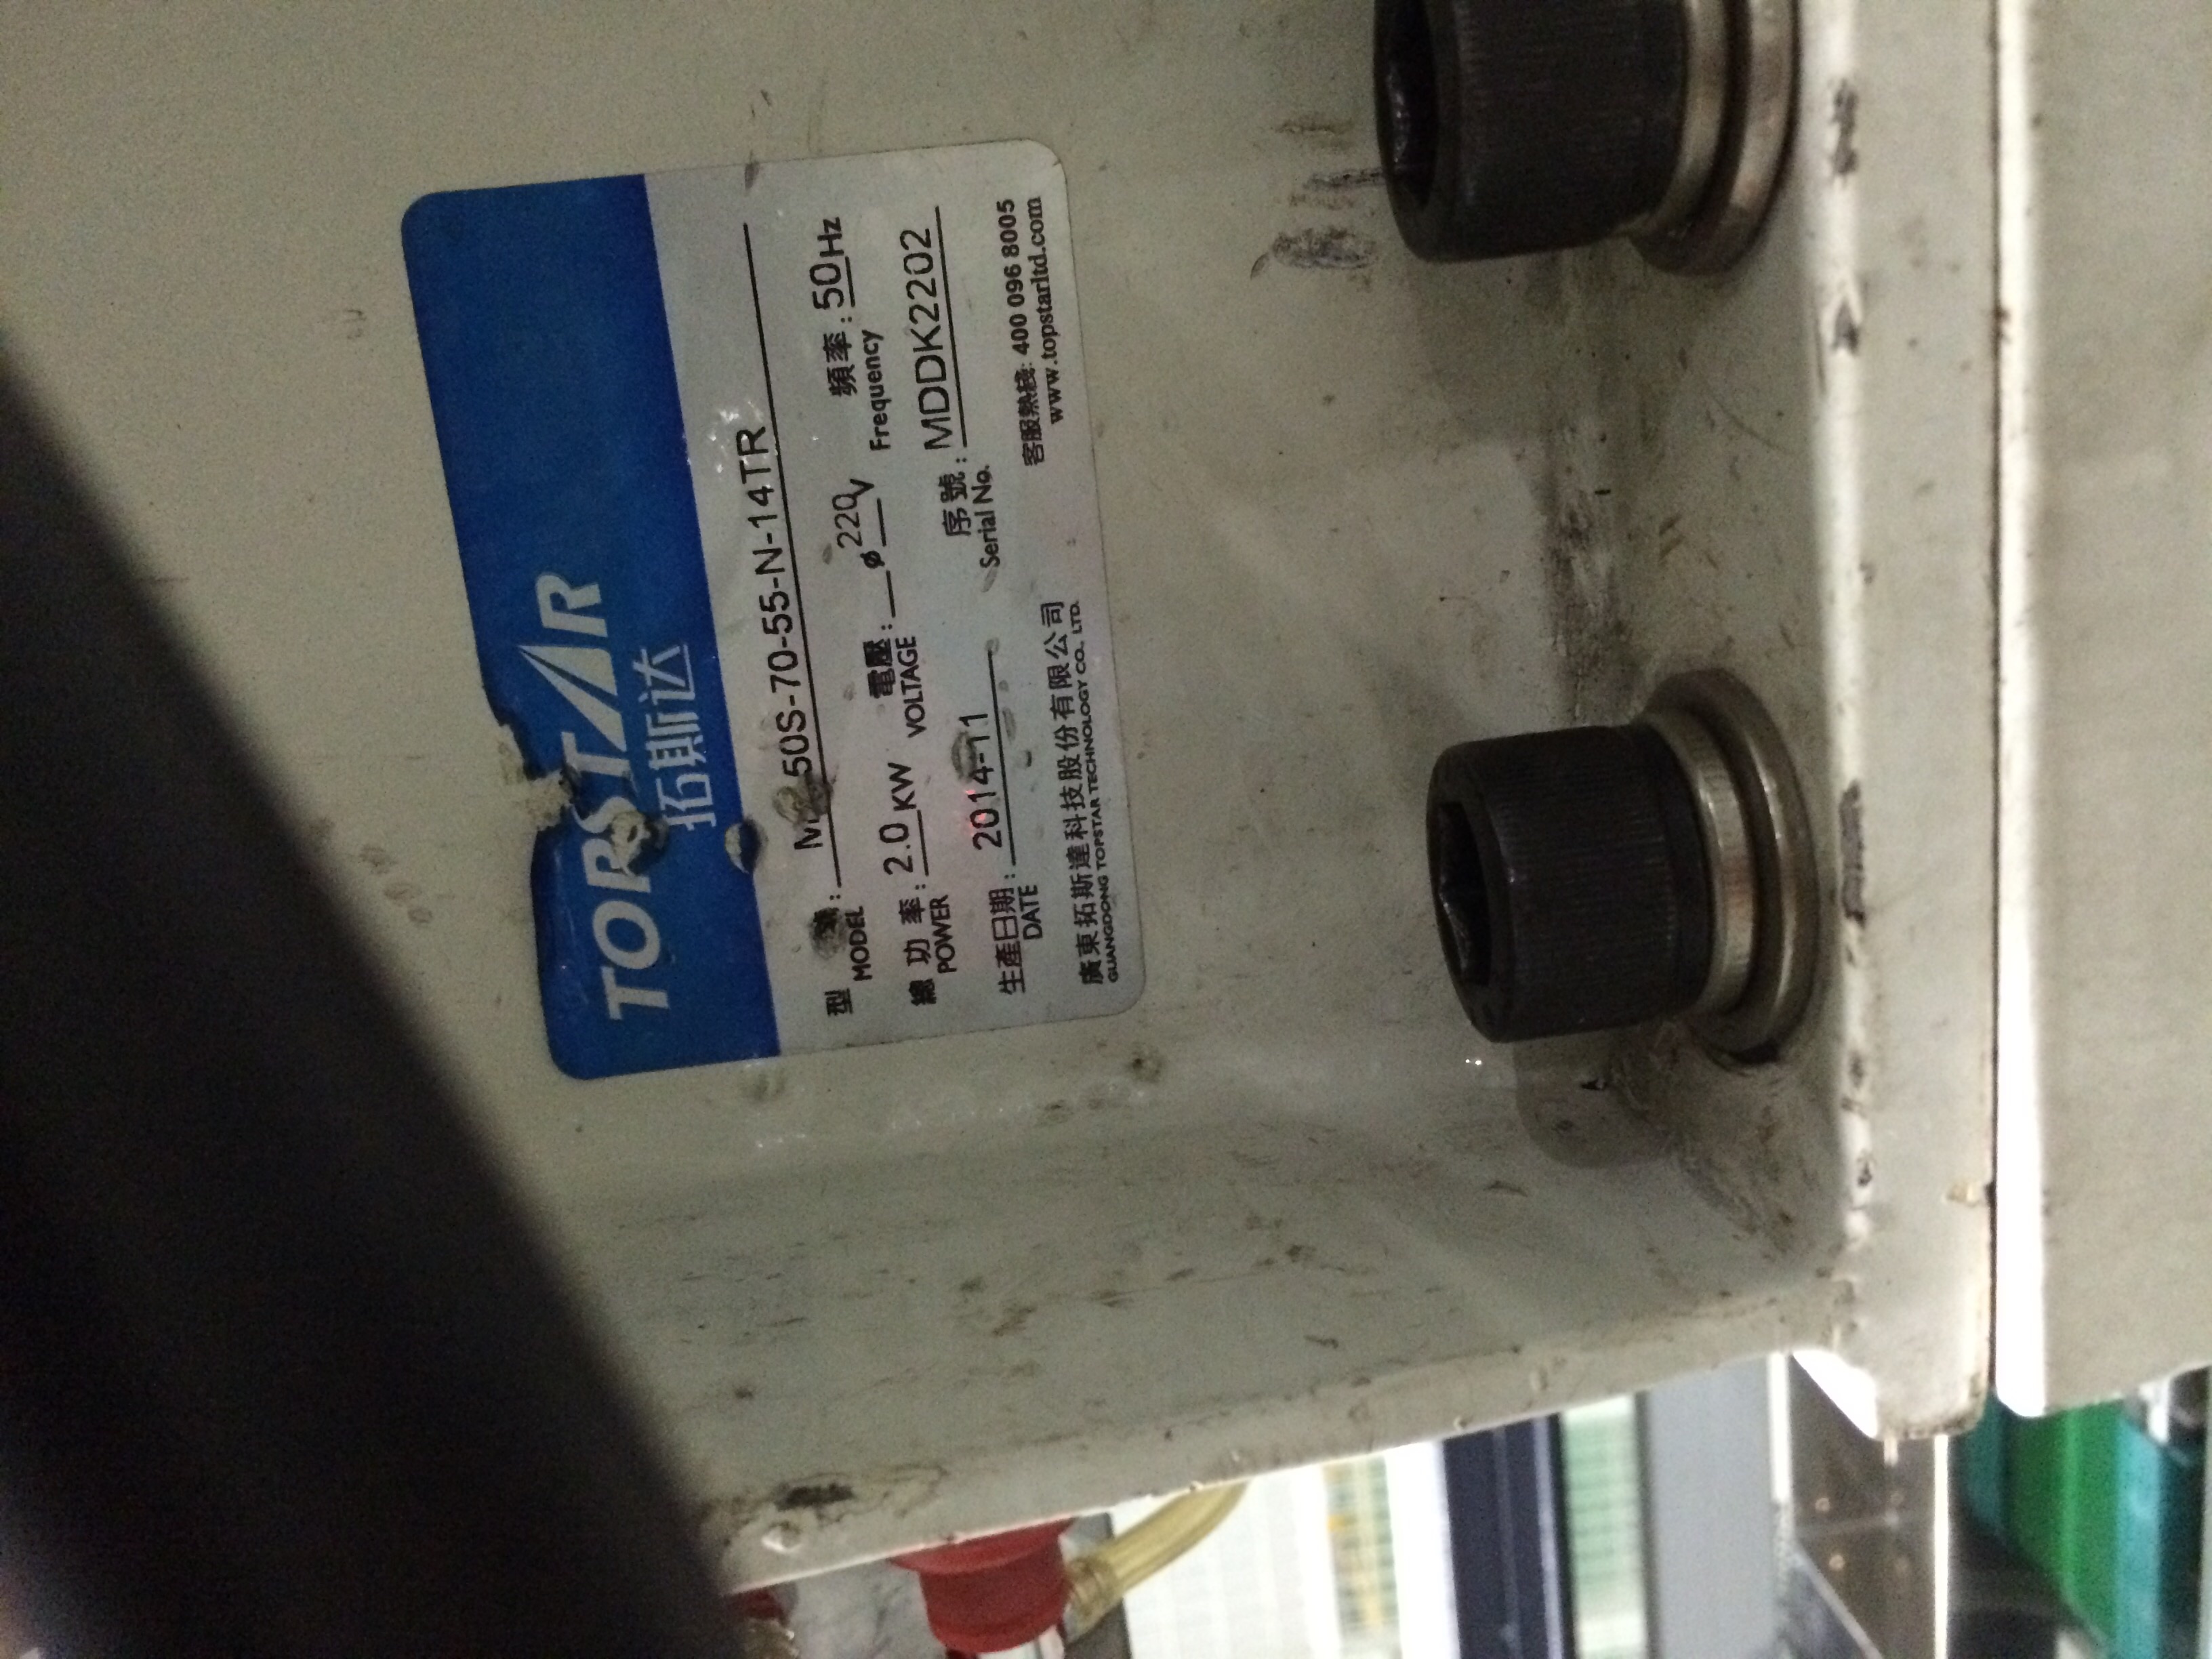 TOPSTAR
拓斯达
型 號: 50S-70-55-N-14TR
MODEL
總 功 率: 2.0 KW 電壓: ø 220V 頻率: 50Hz
POWER VOLTAGE Frequency
生產日期: 2014-11 序號: MDDK2202
DATE Serial No.
廣東拓斯達科技股份有限公司 客服熱綫: 400 096 8005
GUANGDONG TOPSTAR TECHNOLOGY CO., LTD. www.topstarltd.com